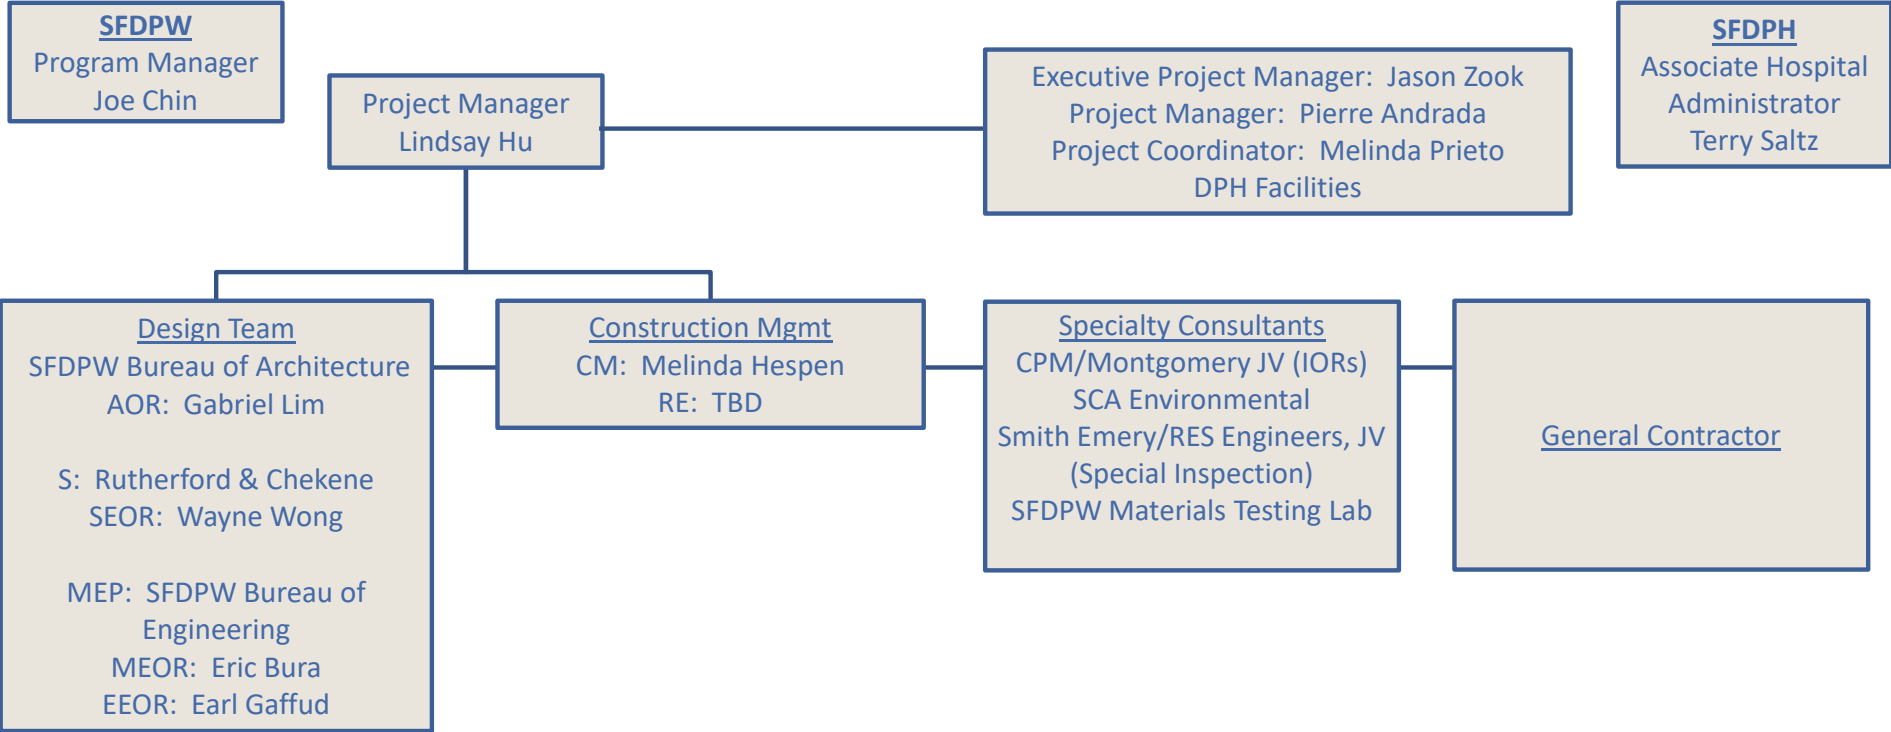 SFDPW
Program Manager
Joe Chin
Project Manager
Lindsay Hu
Executive Project Manager:  Jason Zook
Project Manager:  Pierre Andrada
Project Coordinator:  Melinda Prieto
DPH Facilities
SFDPH
Associate Hospital
Administrator
Terry Saltz
Design Team
SFDPW Bureau of Architecture
AOR:  Gabriel Lim
S:  Rutherford & Chekene
SEOR:  Wayne Wong
MEP:  SFDPW Bureau of
Engineering
MEOR:  Eric Bura
EEOR:  Earl Gaffud
Construction Mgmt
CM:  Melinda Hespen
RE:  TBD
Specialty Consultants
CPM/Montgomery JV (IORs)
SCA Environmental
Smith Emery/RES Engineers, JV
(Special Inspection)
SFDPW Materials Testing Lab
General Contractor